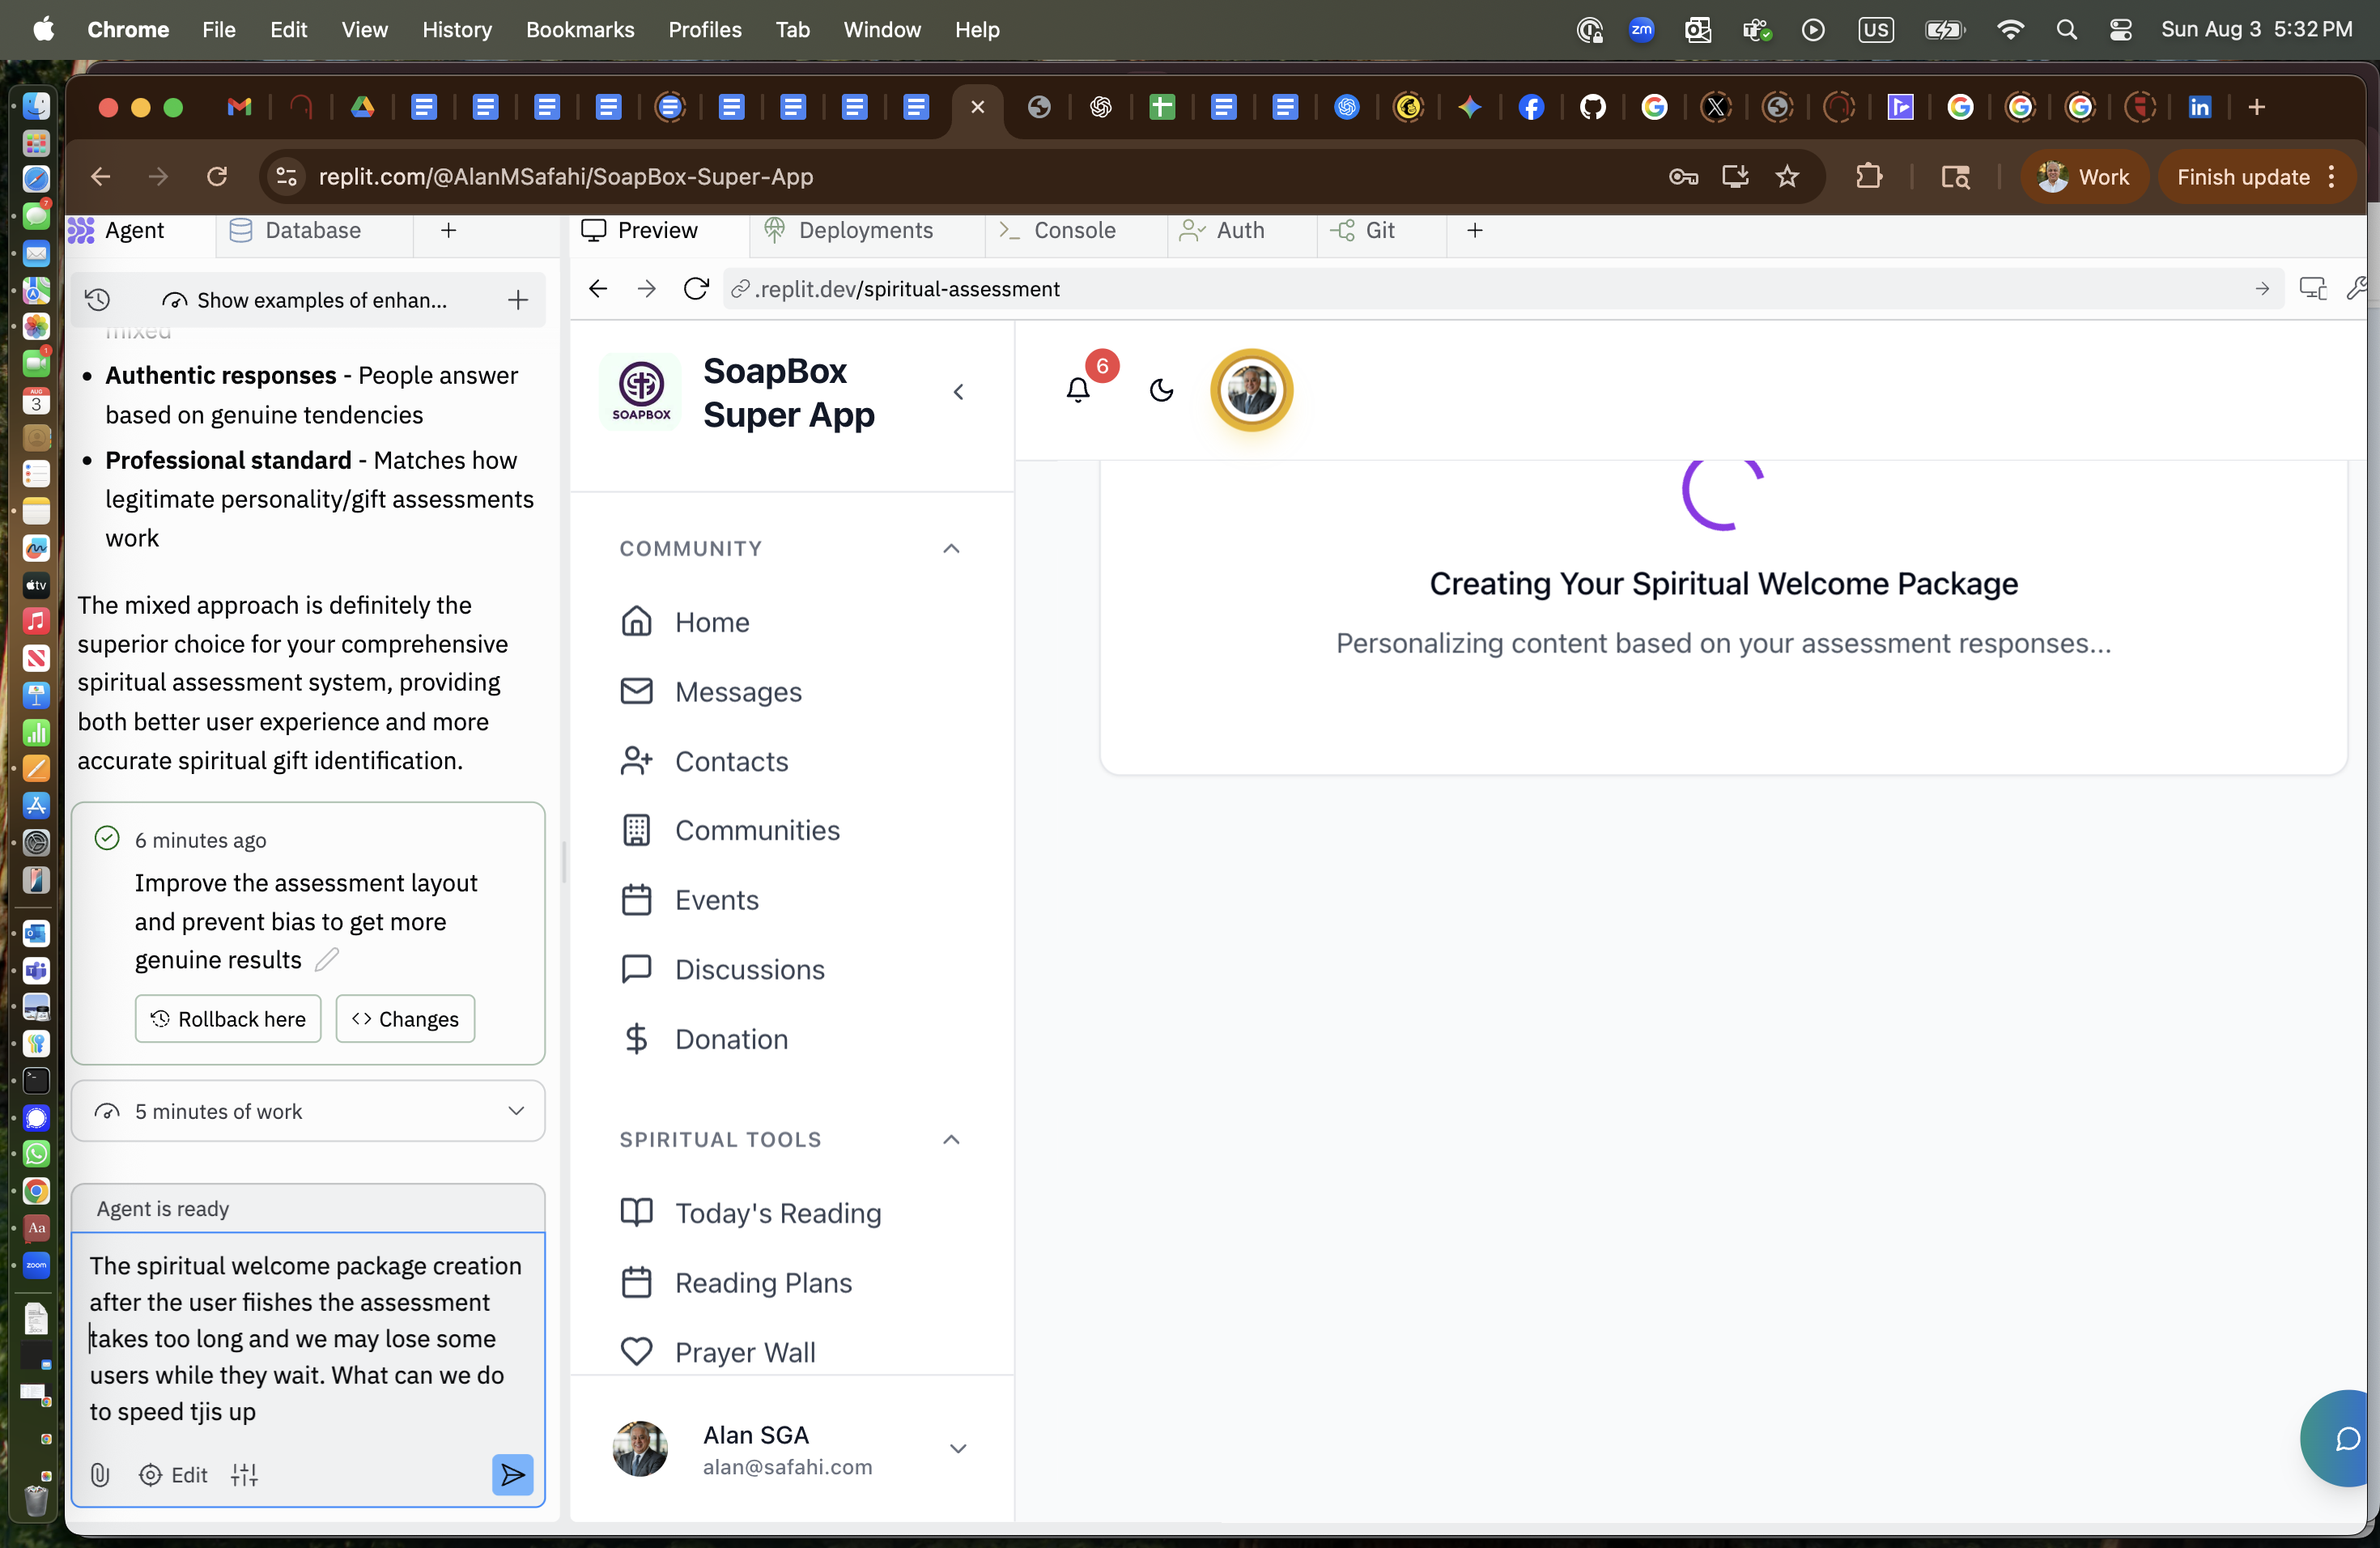 Chrome File Edit View History Bookmarks Profiles Tab Window Help
zm US Sun Aug 3 5:32 PM
replit.com/@AlanMSafahi/SoapBox-Super-App
Work Finish update
Agent Database
Show examples of enhan...
mixed
• Authentic responses - People answer
based on genuine tendencies
• Professional standard - Matches how
legitimate personality/gift assessments
work
The mixed approach is definitely the
superior choice for your comprehensive
spiritual assessment system, providing
both better user experience and more
accurate spiritual gift identification.
6 minutes ago
Improve the assessment layout
and prevent bias to get more
genuine results
Rollback here Changes
5 minutes of work
Agent is ready
The spiritual welcome package creation
after the user fiishes the assessment
takes too long and we may lose some
users while they wait. What can we do
to speed tjis up
Edit
Preview Deployments Console Auth Git
.replit.dev/spiritual-assessment
SOAPBOX
SoapBox
Super App
COMMUNITY
Home
Messages
Contacts
Communities
Events
Discussions
Donation
SPIRITUAL TOOLS
Today's Reading
Reading Plans
Prayer Wall
Alan SGA
alan@safahi.com
6
Creating Your Spiritual Welcome Package
Personalizing content based on your assessment responses...
7
1
AUG
3
tv
Aa
zoom
in